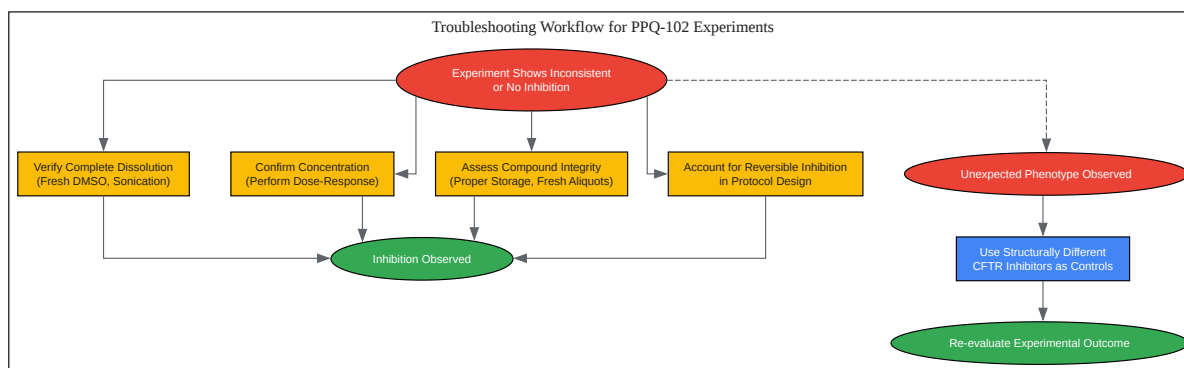 Troubleshooting Workflow for PPQ-102 Experiments
Experiment Shows Inconsistent
or No Inhibition
Verify Complete Dissolution
(Fresh DMSO, Sonication)
Confirm Concentration
(Perform Dose-Response)
Assess Compound Integrity
(Proper Storage, Fresh Aliquots)
Account for Reversible Inhibition
in Protocol Design
Unexpected Phenotype Observed
Inhibition Observed
Use Structurally Different
CFTR Inhibitors as Controls
Re-evaluate Experimental Outcome